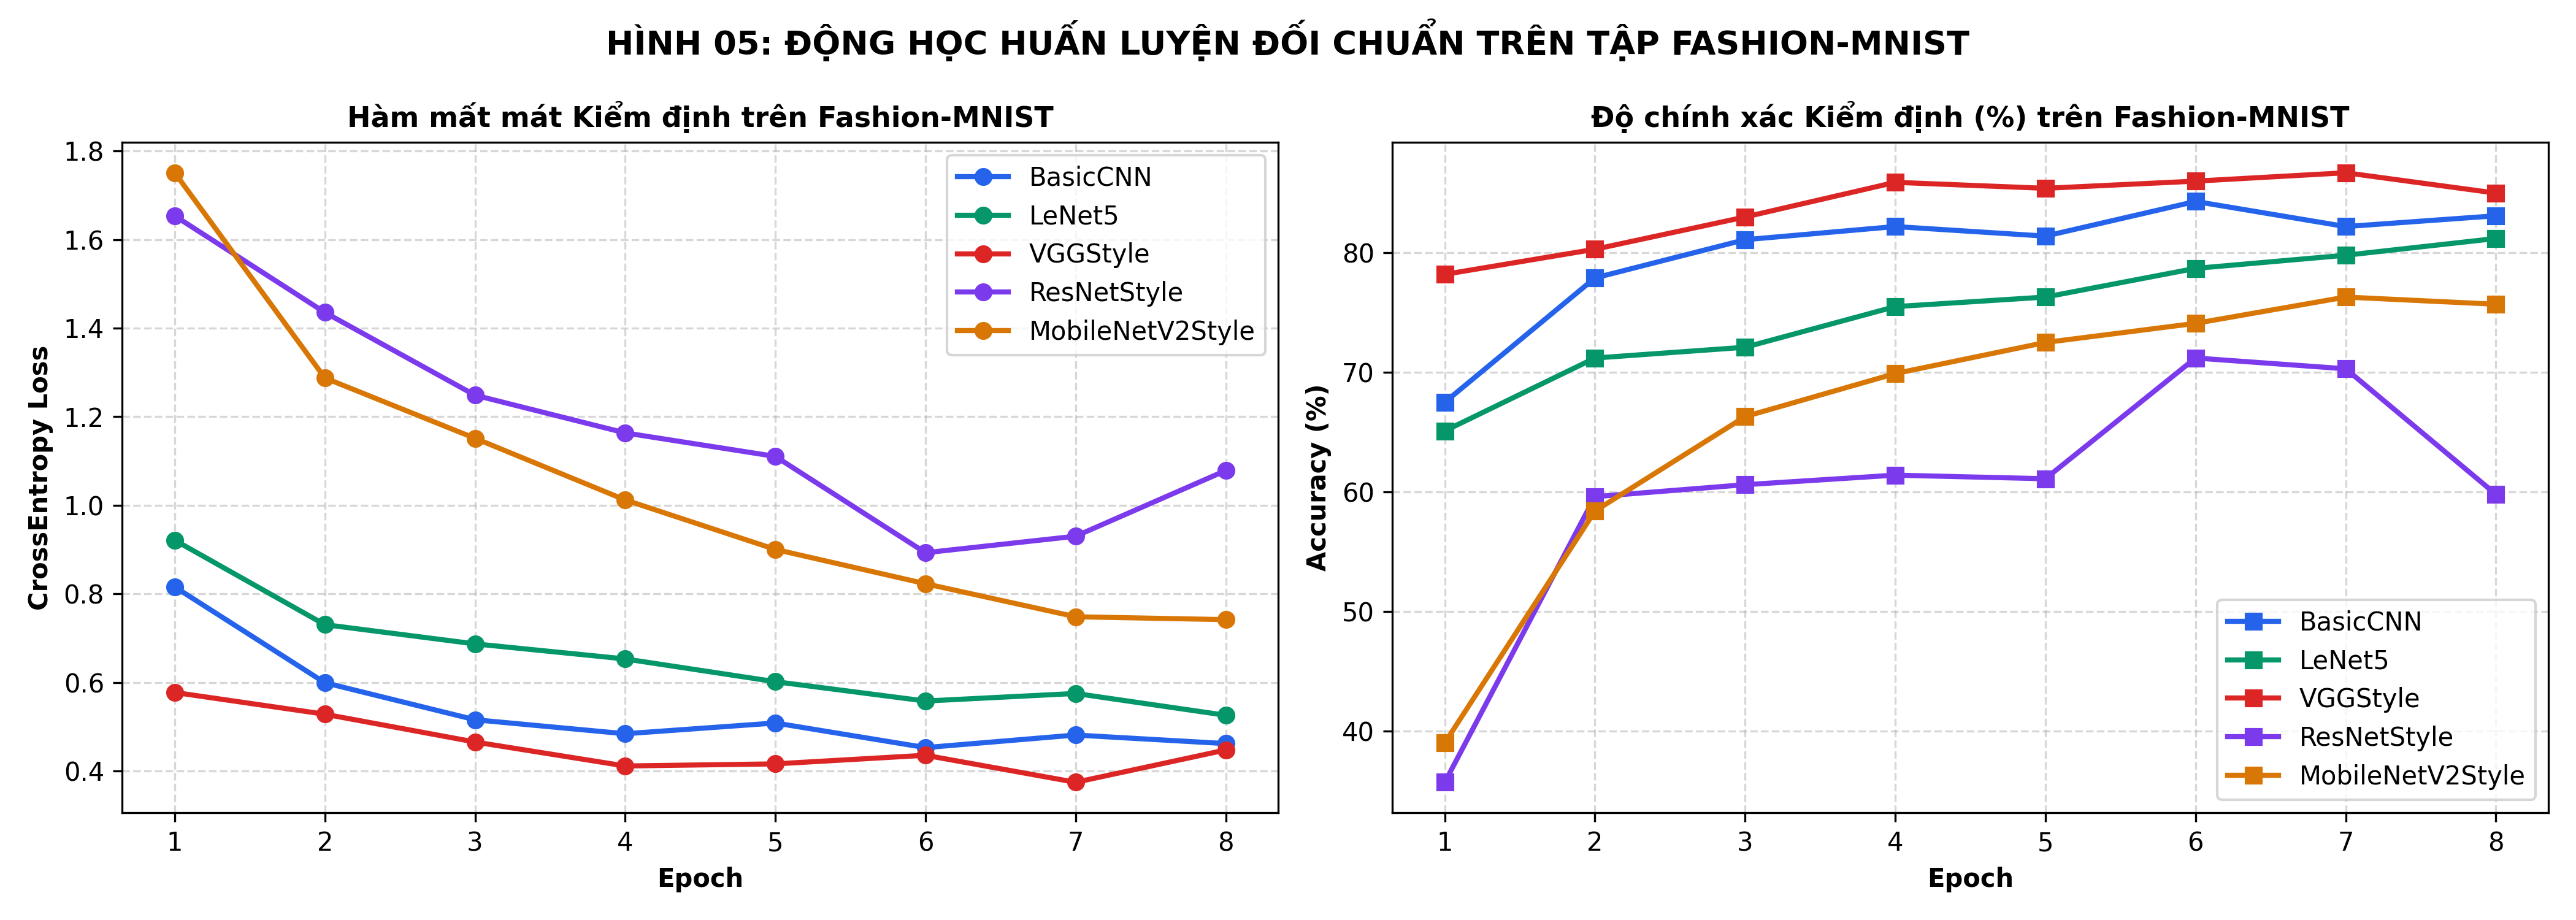 HÌNH 05: ĐỘNG HỌC HUẤN LUYỆN ĐỐI CHUẨN TRÊN TẬP FASHION-MNIST
Hàm mất mát Kiểm định trên Fashion-MNIST
CrossEntropy Loss
1.8
1.6
1.4
1.2
1.0
0.8
0.6
0.4
BasicCNN
LeNet5
VGGStyle
ResNetStyle
MobileNetV2Style
1 2 3 4 5 6 7 8
Epoch
Độ chính xác Kiểm định (%) trên Fashion-MNIST
Accuracy (%)
80
70
60
50
40
BasicCNN
LeNet5
VGGStyle
ResNetStyle
MobileNetV2Style
1 2 3 4 5 6 7 8
Epoch